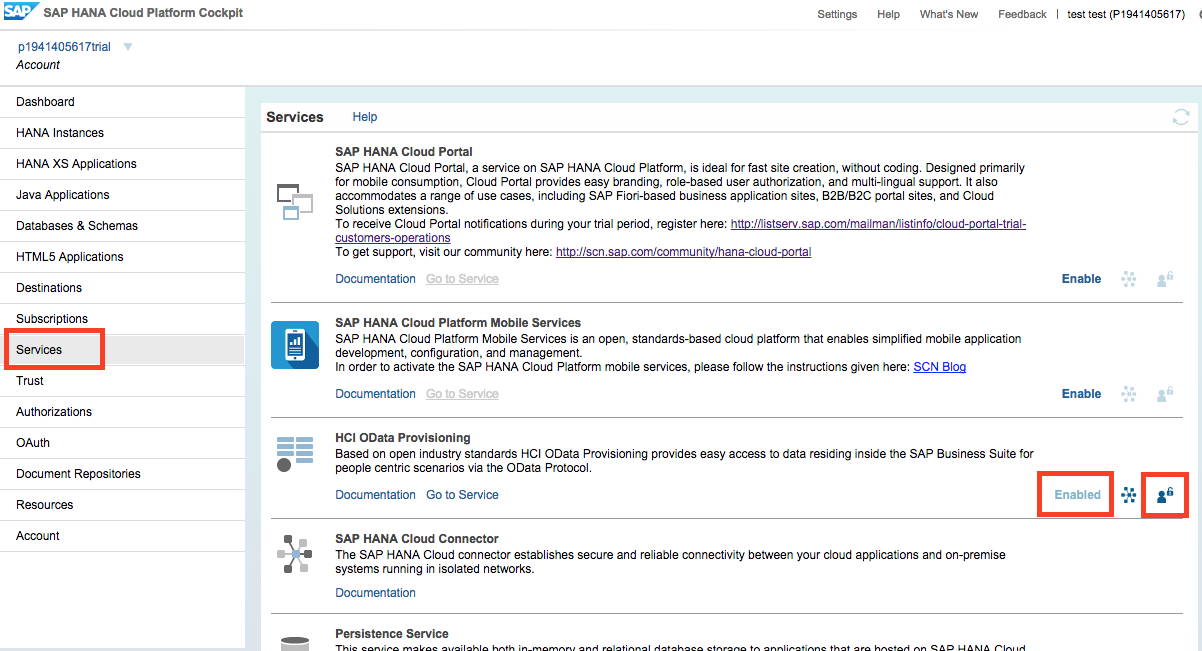 SAP SAP HANA Cloud Platform Cockpit
Settings Help What's New Feedback | test test (P1941405617)
p1941405617trial
Account
Dashboard
HANA Instances
HANA XS Applications
Java Applications
Databases & Schemas
HTML5 Applications
Destinations
Subscriptions
Services
Trust
Authorizations
OAuth
Document Repositories
Resources
Account
Services Help
SAP HANA Cloud Portal
SAP HANA Cloud Portal, a service on SAP HANA Cloud Platform, is ideal for fast site creation, without coding. Designed primarily
for mobile consumption, Cloud Portal provides easy branding, role-based user authorization, and multi-lingual support. It also
accommodates a range of use cases, including SAP Fiori-based business application sites, B2B/B2C portal sites, and Cloud
Solutions extensions.
To receive Cloud Portal notifications during your trial period, register here: http://listserv.sap.com/mailman/listinfo/cloud-portal-trial-
customers-operations
To get support, visit our community here: http://scn.sap.com/community/hana-cloud-portal
Documentation Go to Service Enable
SAP HANA Cloud Platform Mobile Services
SAP HANA Cloud Platform Mobile Services is an open, standards-based cloud platform that enables simplified mobile application
development, configuration, and management.
In order to activate the SAP HANA Cloud Platform mobile services, please follow the instructions given here: SCN Blog
Documentation Go to Service Enable
HCI OData Provisioning
Based on open industry standards HCI OData Provisioning provides easy access to data residing inside the SAP Business Suite for
people centric scenarios via the OData Protocol.
Documentation Go to Service Enabled
SAP HANA Cloud Connector
The SAP HANA Cloud connector establishes secure and reliable connectivity between your cloud applications and on-premise
systems running in isolated networks.
Documentation
Persistence Service
This service makes available both in-memory and relational database storage to applications that are hosted on SAP HANA Cloud